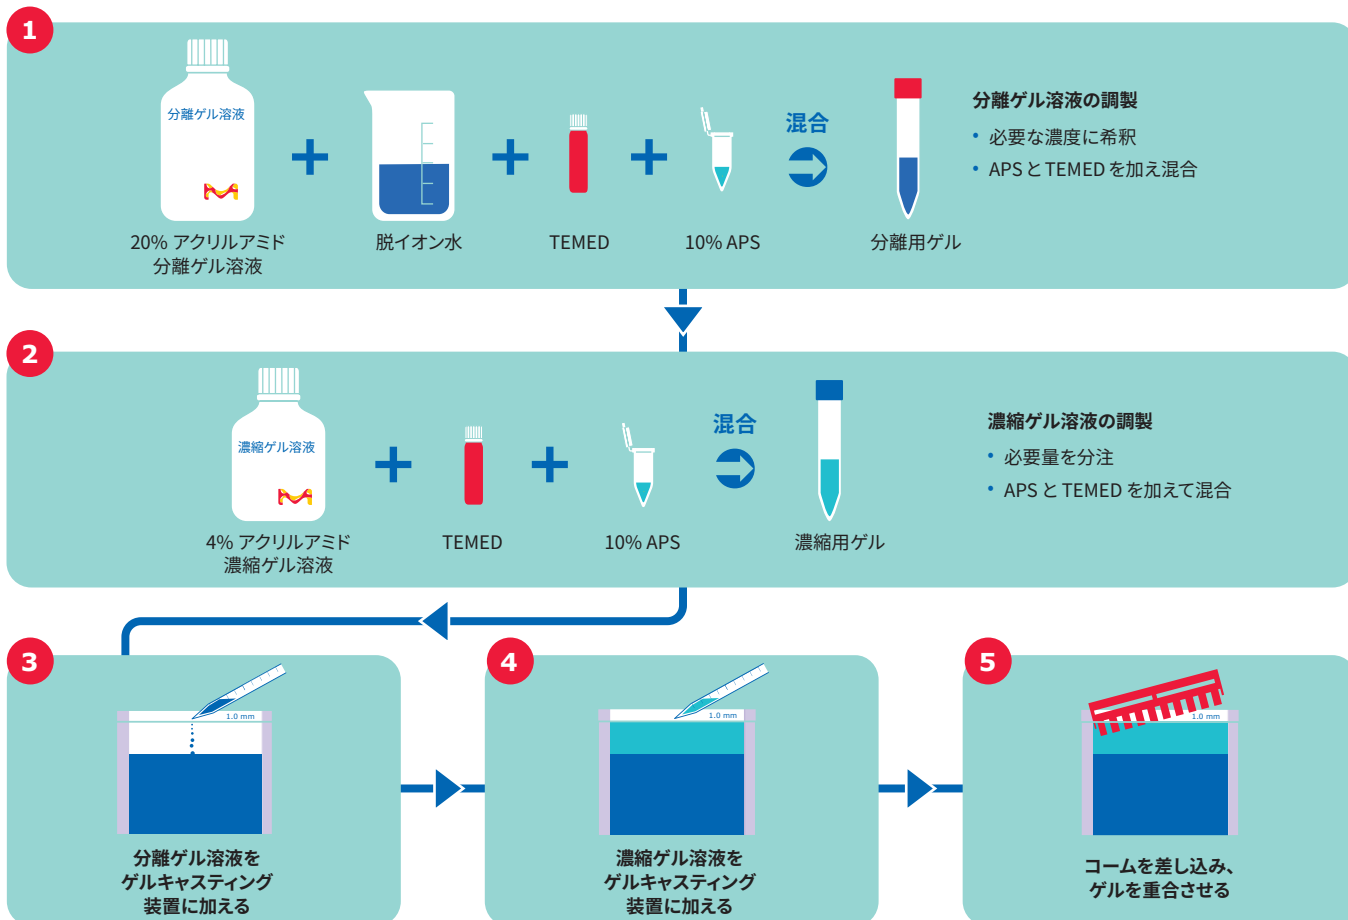 1
分離ゲル溶液
混合
分離ゲル溶液の調製
• 必要な濃度に希釈
• APS と TEMED を加え混合
20% アクリルアミド
分離ゲル溶液
脱イオン水
TEMED
10% APS
分離用ゲル
2
濃縮ゲル溶液
混合
濃縮ゲル溶液の調製
• 必要量を分注
• APS と TEMED を加えて混合
4% アクリルアミド
濃縮ゲル溶液
TEMED
10% APS
濃縮用ゲル
3
1.0 mm
分離ゲル溶液を
ゲルキャスティング
装置に加える
4
1.0 mm
濃縮ゲル溶液を
ゲルキャスティング
装置に加える
5
1.0 mm
コームを差し込み、
ゲルを重合させる